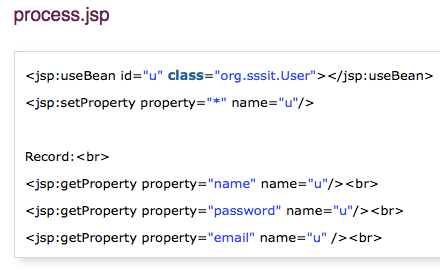 process.jsp
<jsp:useBean id="u" class="org.sssit.User"></jsp:useBean>
<jsp:setProperty property="*" name="u"/>
Record:<br>
<jsp:getProperty property="name" name="u"/><br>
<jsp:getProperty property="password" name="u"/><br>
<jsp:getProperty property="email" name="u" /><br>